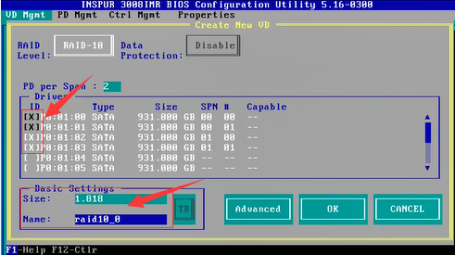 INSPUR 3008IMR BIOS Configuration Utility 5.16-0300
VD Mgmt PD Mgmt Ctrl Mgmt Properties
Create New VD
RAID Level: RAID-10 Data Protection: Disable
PD per Span : 2
Drives
ID Type Size SPN # Capable
[X]P0:01:00 SATA 931.000 GB 00 00 --
[X]P0:01:01 SATA 931.000 GB 00 01 --
[X]P0:01:02 SATA 931.000 GB 01 00 --
[X]P0:01:03 SATA 931.000 GB 01 01 --
[ ]P0:01:04 SATA 931.000 GB -- -- --
[ ]P0:01:05 SATA 931.000 GB -- -- --
Basic Settings
Size: 1.818 TB
Name: raid10_0
Advanced OK CANCEL
F1-Help F12-Ctlr